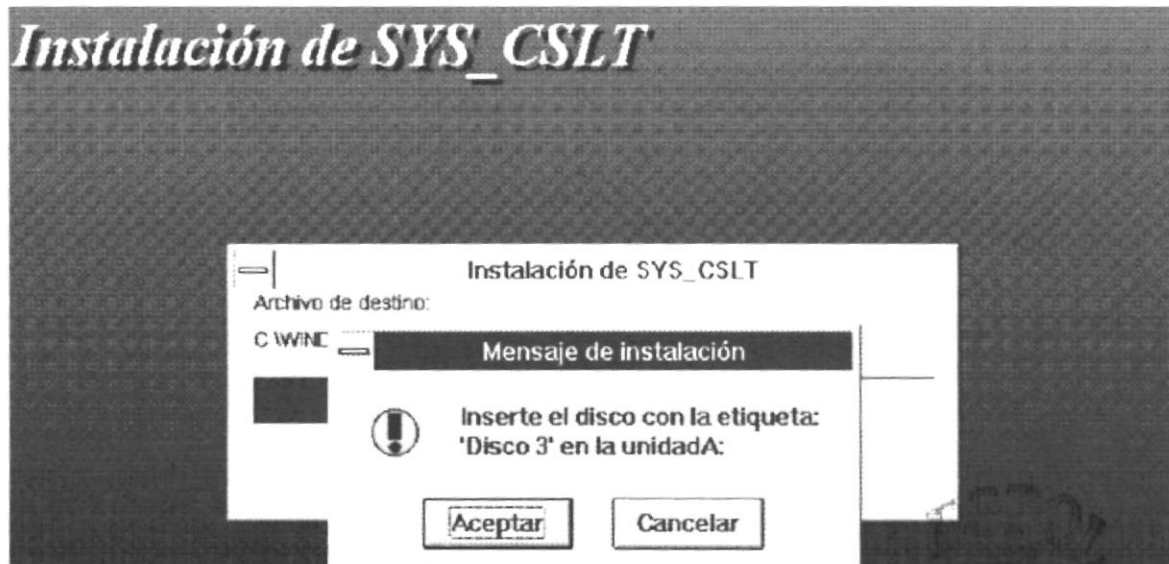 Instalación de SYS_CSLT
Instalación de SYS_CSLT
Archivo de destino:
C:\WIND
Mensaje de instalación
Inserte el disco con la etiqueta:
'Disco 3' en la unidadA:
Aceptar
Cancelar